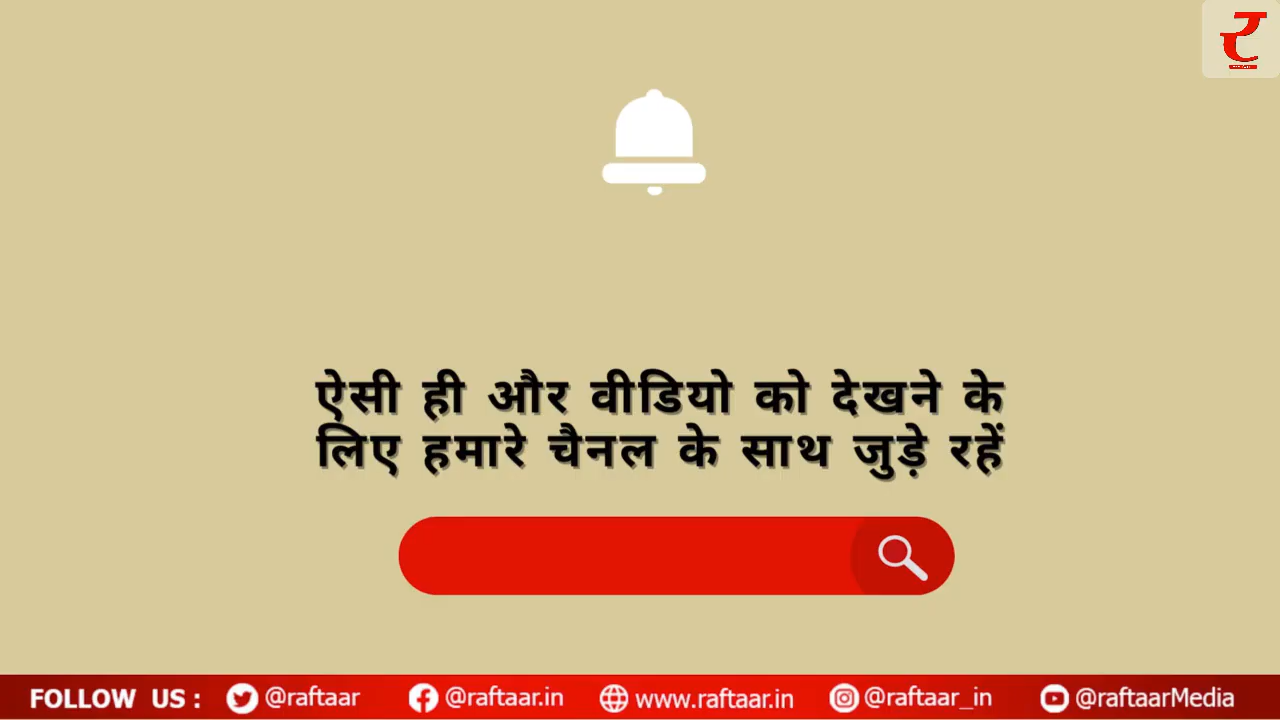 ऐसी ही और वीडियो को देखने के
लिए हमारे चैनल के साथ जुड़े रहें
FOLLOW US : @raftaar @raftaar.in www.raftaar.in @raftaar_in @raftaarMedia